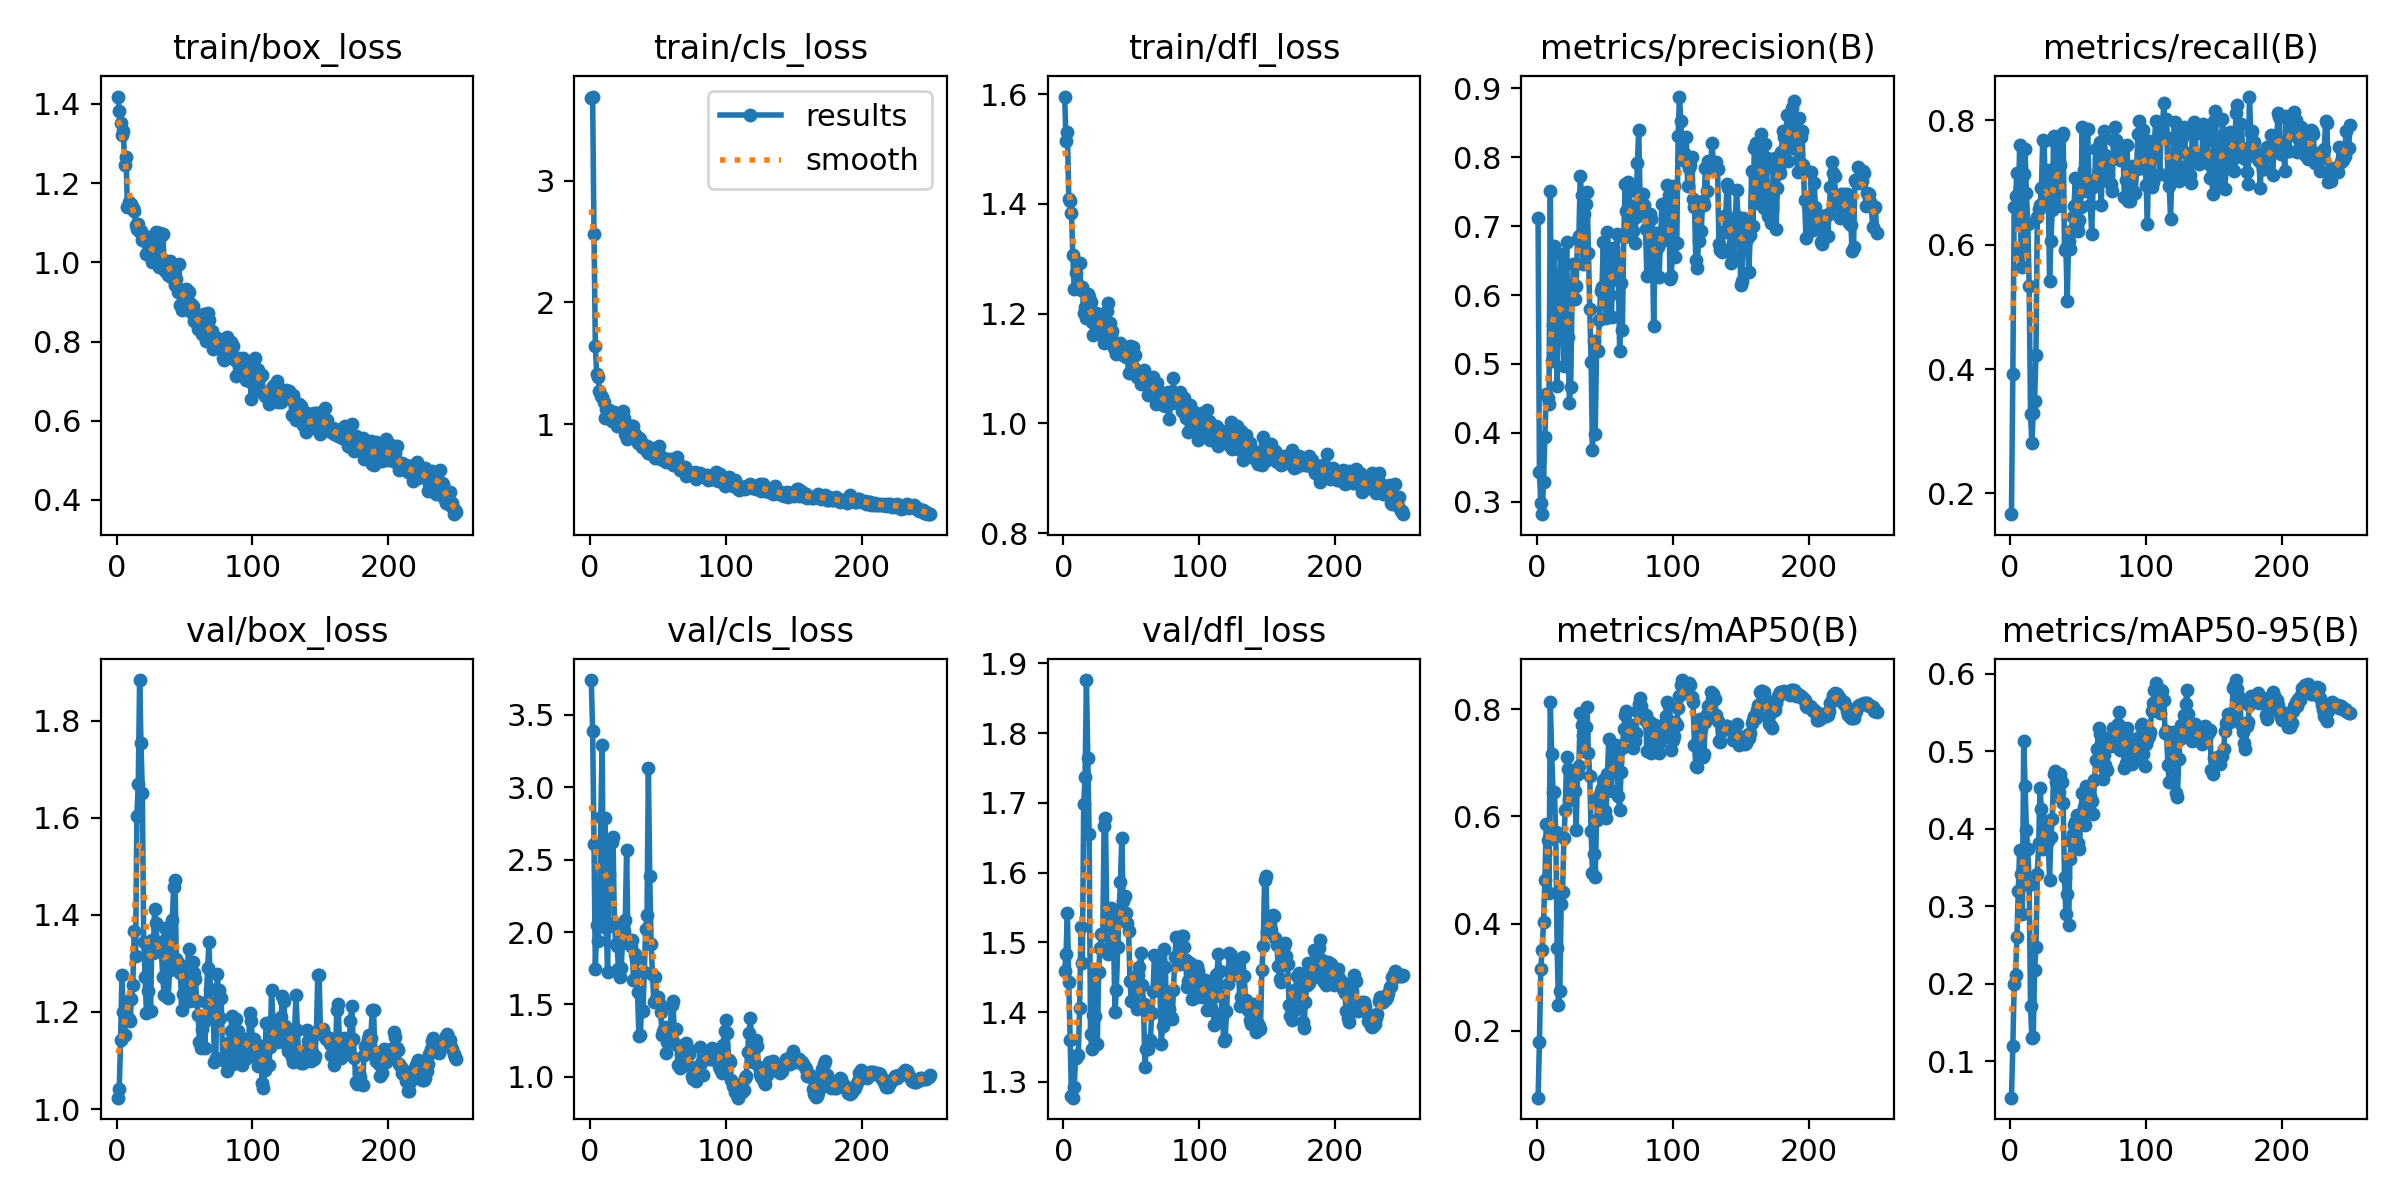 train/box_loss
1.4
1.2
1.0
0.8
0.6
0.4
0 100 200
train/cls_loss
results
smooth
3
2
1
0 100 200
train/dfl_loss
1.6
1.4
1.2
1.0
0.8
0 100 200
metrics/precision(B)
0.9
0.8
0.7
0.6
0.5
0.4
0.3
0 100 200
metrics/recall(B)
0.8
0.6
0.4
0.2
0 100 200
val/box_loss
1.8
1.6
1.4
1.2
1.0
0 100 200
val/cls_loss
3.5
3.0
2.5
2.0
1.5
1.0
0 100 200
val/dfl_loss
1.9
1.8
1.7
1.6
1.5
1.4
1.3
0 100 200
metrics/mAP50(B)
0.8
0.6
0.4
0.2
0 100 200
metrics/mAP50-95(B)
0.6
0.5
0.4
0.3
0.2
0.1
0 100 200